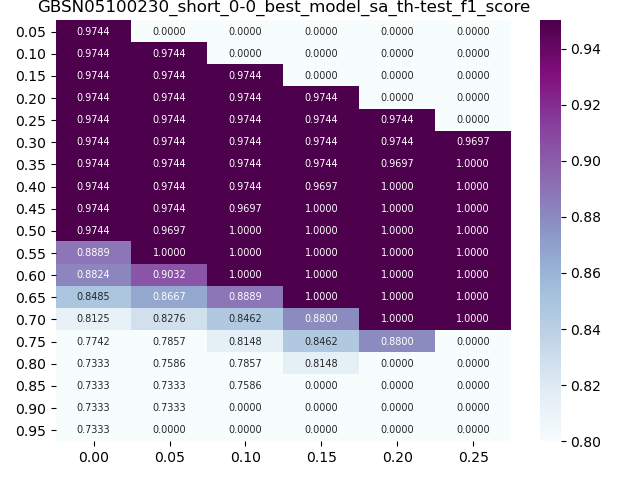 GBSN05100230_short_0-0_best_model_sa_th-test_f1_score
0.05 0.9744 0.0000 0.0000 0.0000 0.0000 0.0000
0.10 0.9744 0.9744 0.0000 0.0000 0.0000 0.0000
0.15 0.9744 0.9744 0.9744 0.0000 0.0000 0.0000
0.20 0.9744 0.9744 0.9744 0.9744 0.0000 0.0000
0.25 0.9744 0.9744 0.9744 0.9744 0.9744 0.0000
0.30 0.9744 0.9744 0.9744 0.9744 0.9744 0.9697
0.35 0.9744 0.9744 0.9744 0.9744 0.9697 1.0000
0.40 0.9744 0.9744 0.9744 0.9697 1.0000 1.0000
0.45 0.9744 0.9744 0.9697 1.0000 1.0000 1.0000
0.50 0.9744 0.9697 1.0000 1.0000 1.0000 1.0000
0.55 0.8889 1.0000 1.0000 1.0000 1.0000 1.0000
0.60 0.8824 0.9032 1.0000 1.0000 1.0000 1.0000
0.65 0.8485 0.8667 0.8889 1.0000 1.0000 1.0000
0.70 0.8125 0.8276 0.8462 0.8800 1.0000 1.0000
0.75 0.7742 0.7857 0.8148 0.8462 0.8800 0.0000
0.80 0.7333 0.7586 0.7857 0.8148 0.0000 0.0000
0.85 0.7333 0.7333 0.7586 0.0000 0.0000 0.0000
0.90 0.7333 0.7333 0.0000 0.0000 0.0000 0.0000
0.95 0.7333 0.0000 0.0000 0.0000 0.0000 0.0000
0.00 0.05 0.10 0.15 0.20 0.25
0.94
0.92
0.90
0.88
0.86
0.84
0.82
0.80